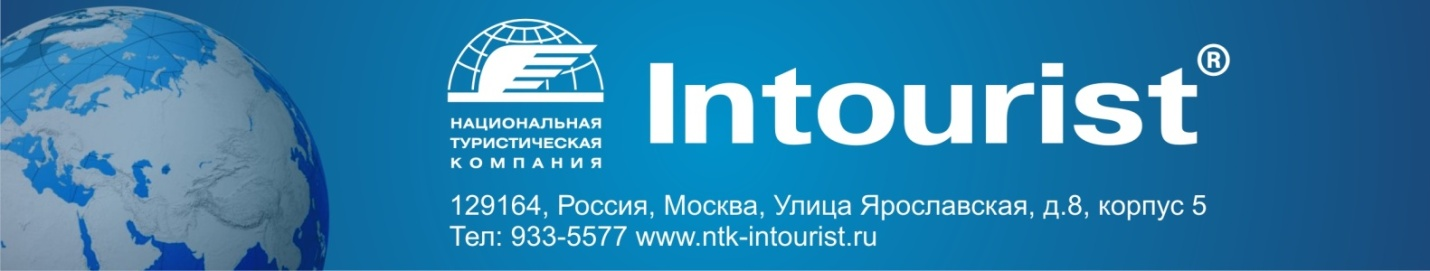 НАЦИОНАЛЬНАЯ
ТУРИСТИЧЕСКАЯ
КОМПАНИЯ
Intourist®
129164, Россия, Москва, Улица Ярославская, д.8, корпус 5
Тел: 933-5577 www.ntk-intourist.ru